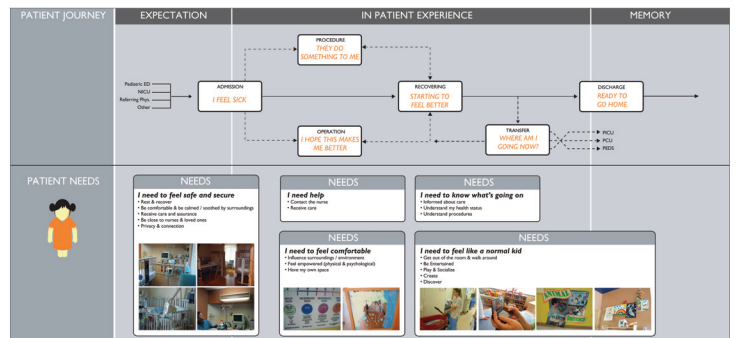 PATIENT JOURNEY
EXPECTATION
IN PATIENT EXPERIENCE
MEMORY
PROCEDURE
THEY DO
SOMETHING TO ME
Pediatric ED
NICU
Referring Phys.
Other
ADMISSION
I FEEL SICK
RECOVERING
STARTING TO
FEEL BETTER
DISCHARGE
READY TO
GO HOME
OPERATION
I HOPE THIS MAKES
ME BETTER
TRANSFER
WHERE AM I
GOING NOW?
PICU
PCU
PEDS
PATIENT NEEDS
NEEDS
I need to feel safe and secure
• Rest & recover
• Be comfortable & be calmed / soothed by surroundings
• Receive care and assurance
• Be close to nurses & loved ones
• Privacy & connection
NEEDS
I need help
• Contact the nurse
• Receive care
NEEDS
I need to know what's going on
• Informed about care
• Understand my health status
• Understand procedures
NEEDS
I need to feel comfortable
• Influence surroundings / environment
• Feel empowered (physical & psychological)
• Have my own space
NEEDS
I need to feel like a normal kid
• Get out of the room & walk around
• Be Entertained
• Play & Socialise
• Create
• Discover
ANIMAL